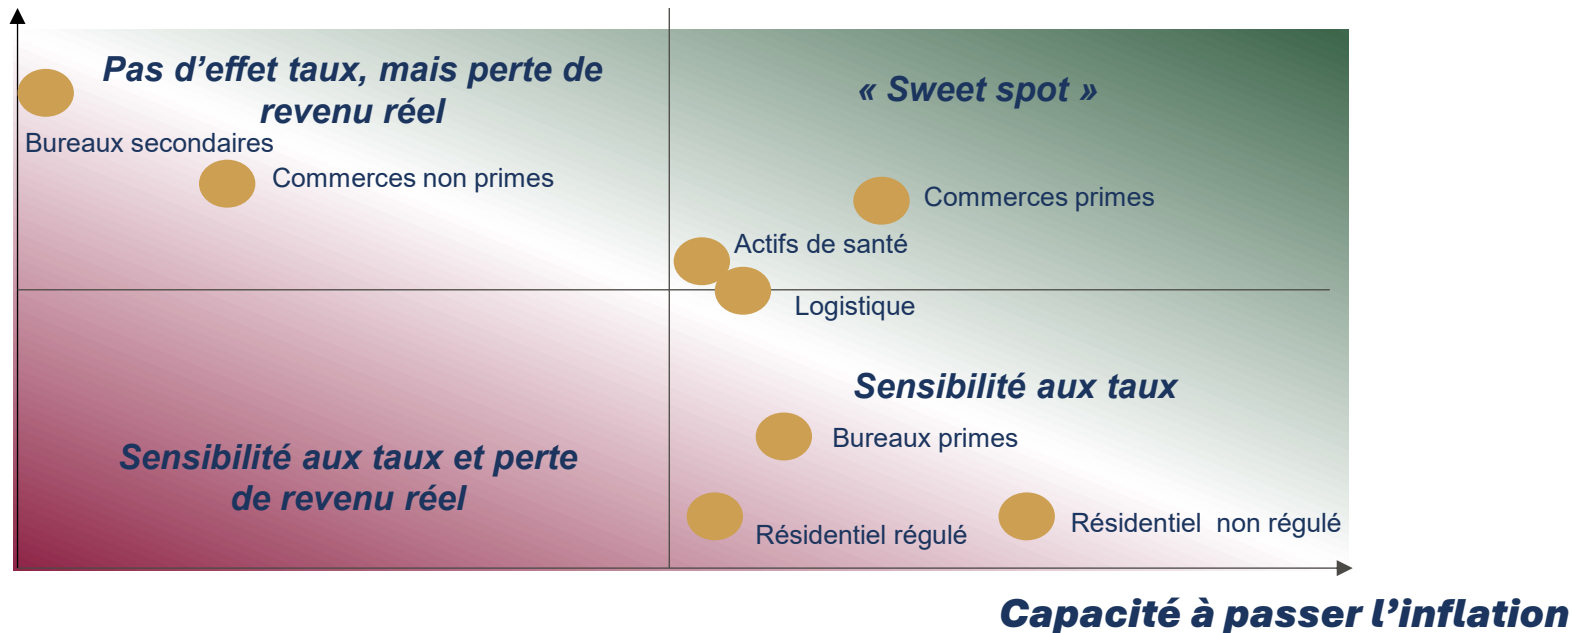 Pas d’effet taux, mais perte de
revenu réel
« Sweet spot »
Bureaux secondaires
Commerces non primes
Commerces primes
Actifs de santé
Logistique
Sensibilité aux taux
Bureaux primes
Sensibilité aux taux et perte
de revenu réel
Résidentiel régulé
Résidentiel non régulé
Capacité à passer l’inflation